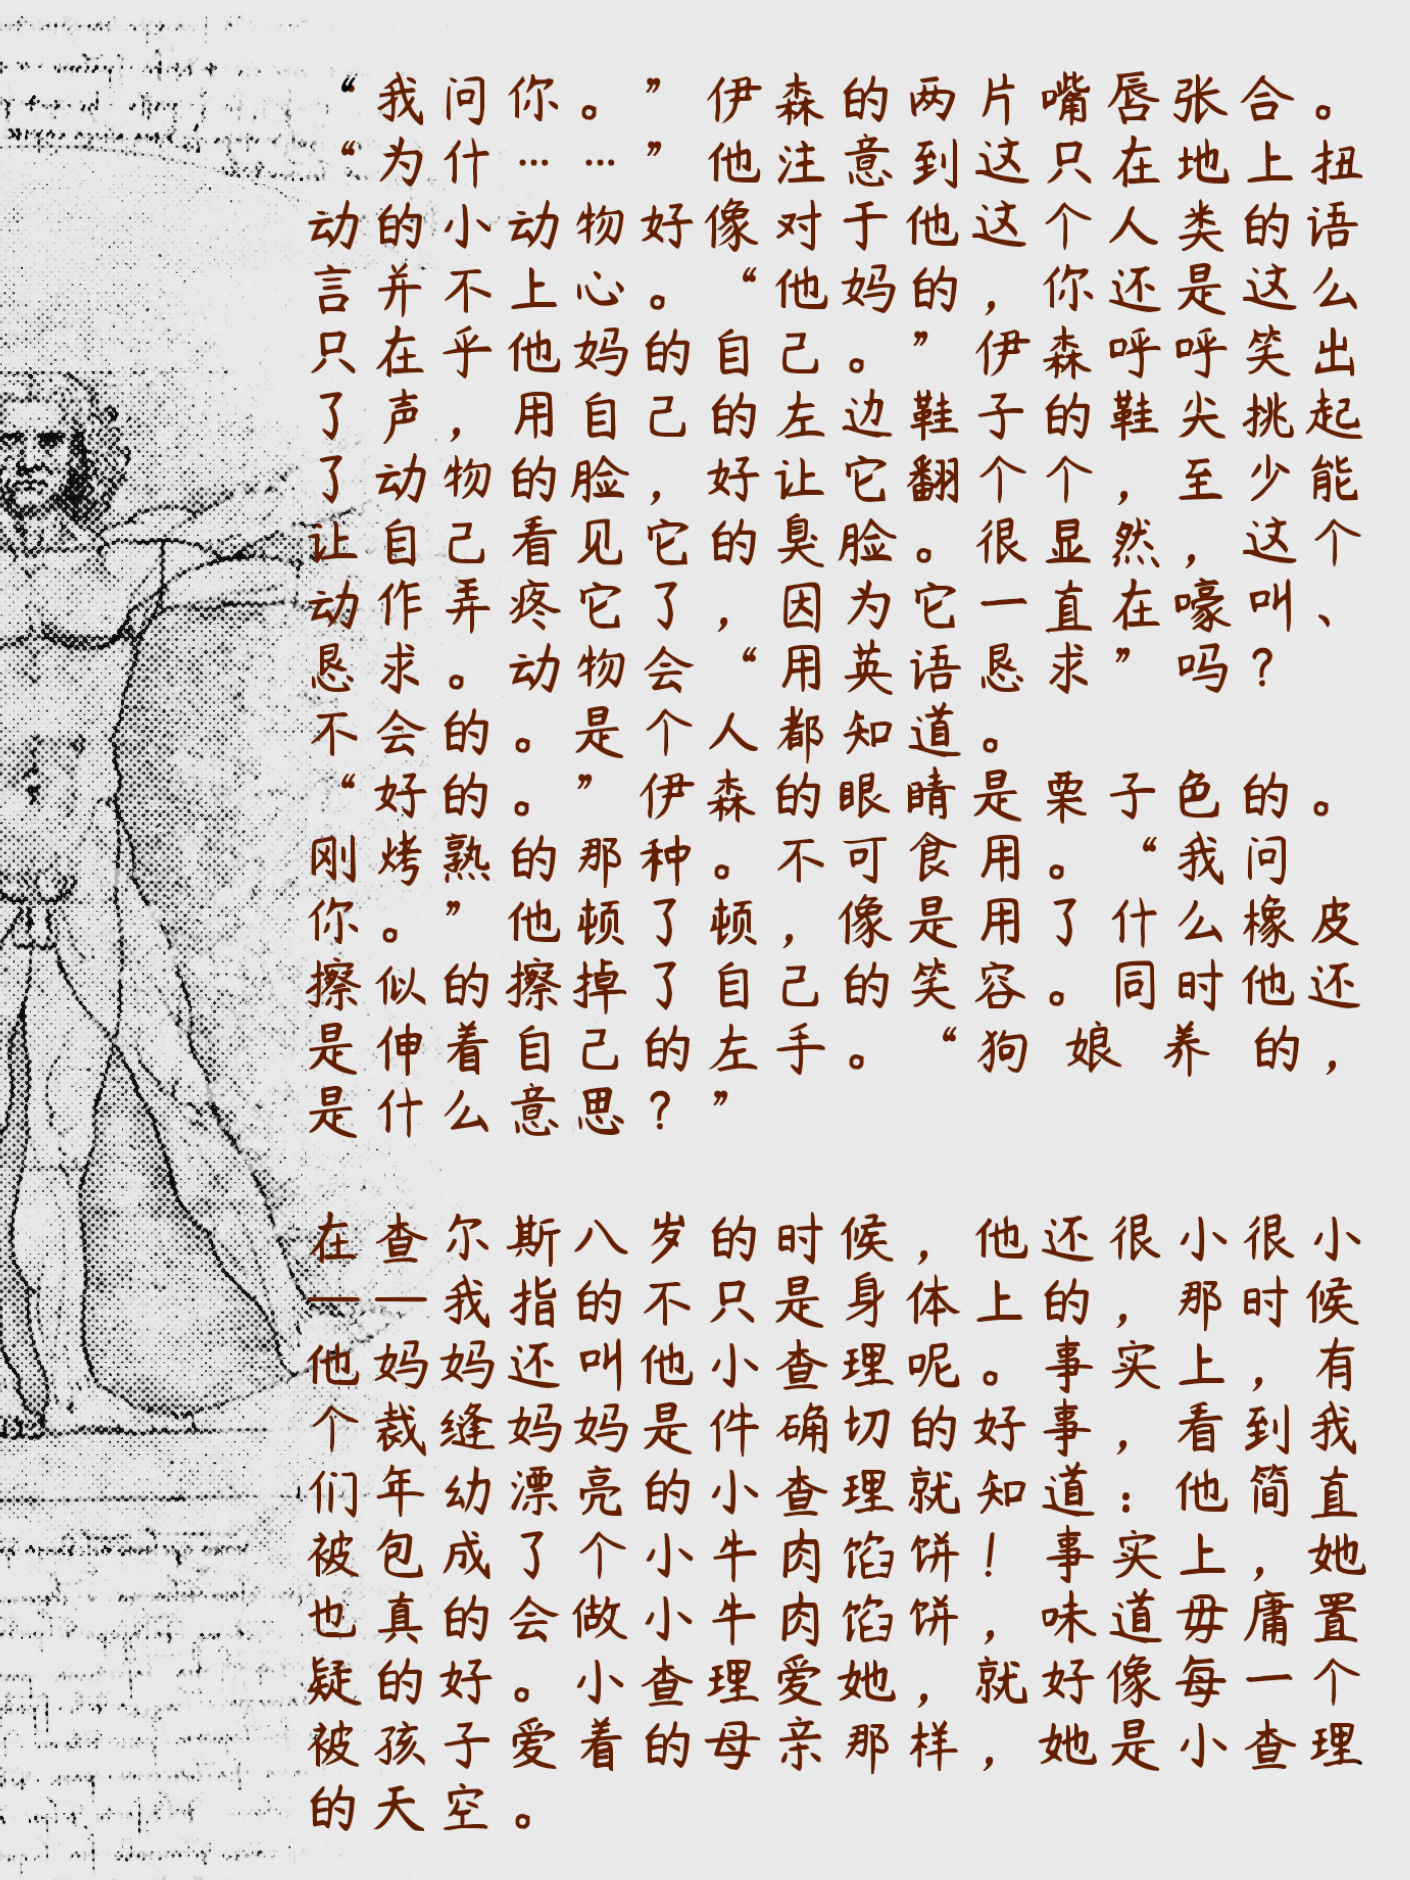 “我问你。”伊森的两片嘴唇张合。
“为什……”他注意到这只在地上扭
动的小动物好像对于他这个人类的语
言并不上心。“他妈的，你还是这么
只在乎他妈的自己。”伊森呼呼笑出
了声，用自己的左边鞋子的鞋尖挑起
了动物的脸，好让它翻个个，至少能
让自己看见它的臭脸。很显然，这个
动作弄疼它了，因为它一直在嚎叫、
恳求。动物会“用英语恳求”吗？
不会的。是个人都知道。
“好的。”伊森的眼睛是栗子色的。
刚烤熟的那种。不可食用。“我问
你。”他顿了顿，像是用了什么橡皮
擦似的擦掉了自己的笑容。同时他还
是伸着自己的左手。“狗娘养的，
是什么意思？”
在查尔斯八岁的时候，他还很小很小
——我指的不只是身体上的，那时候
他妈妈还叫他小查理呢。事实上，有
个裁缝妈妈是件确切的好事，看到我
们年幼漂亮的小查理就知道：他简直
被包成了个小牛肉馅饼！事实上，她
也真的会做小牛肉馅饼，味道毋庸置
疑的好。小查理爱她，就好像每一个
被孩子爱着的母亲那样，她是小查理
的天空。